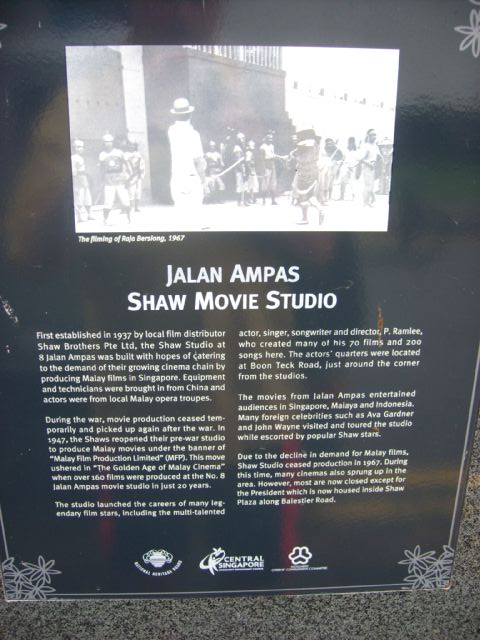 The filming of Raja Bersiong, 1967
JALAN AMPAS
SHAW MOVIE STUDIO
First established in 1937 by local film distributor
Shaw Brothers Pte Ltd, the Shaw Studio at
8 Jalan Ampas was built with hopes of catering
to the demand of their growing cinema chain by
producing Malay films in Singapore. Equipment
and technicians were brought in from China and
actors were from local Malay opera troupes.
During the war, movie production ceased tem-
porarily and picked up again after the war. In
1947, the Shaws reopened their pre-war studio
to produce Malay movies under the banner of
"Malay Film Production Limited" (MFP). This move
ushered in "The Golden Age of Malay Cinema"
when over 160 films were produced at the No. 8
Jalan Ampas movie studio in just 20 years.
The studio launched the careers of many leg-
endary film stars, including the multi-talented
actor, singer, songwriter and director, P. Ramlee,
who created many of his 70 films and 200
songs here. The actors' quarters were located
at Boon Teck Road, just around the corner
from the studios.
The movies from Jalan Ampas entertained
audiences in Singapore, Malaya and Indonesia.
Many foreign celebrities such as Ava Gardner
and John Wayne visited and toured the studio
while escorted by popular Shaw stars.
Due to the decline in demand for Malay films,
Shaw Studio ceased production in 1967. During
this time, many cinemas also sprung up in the
area. However, most are now closed except for
the President which is now housed inside Shaw
Plaza along Balestier Road.
NATIONAL HERITAGE BOARD
CENTRAL
SINGAPORE